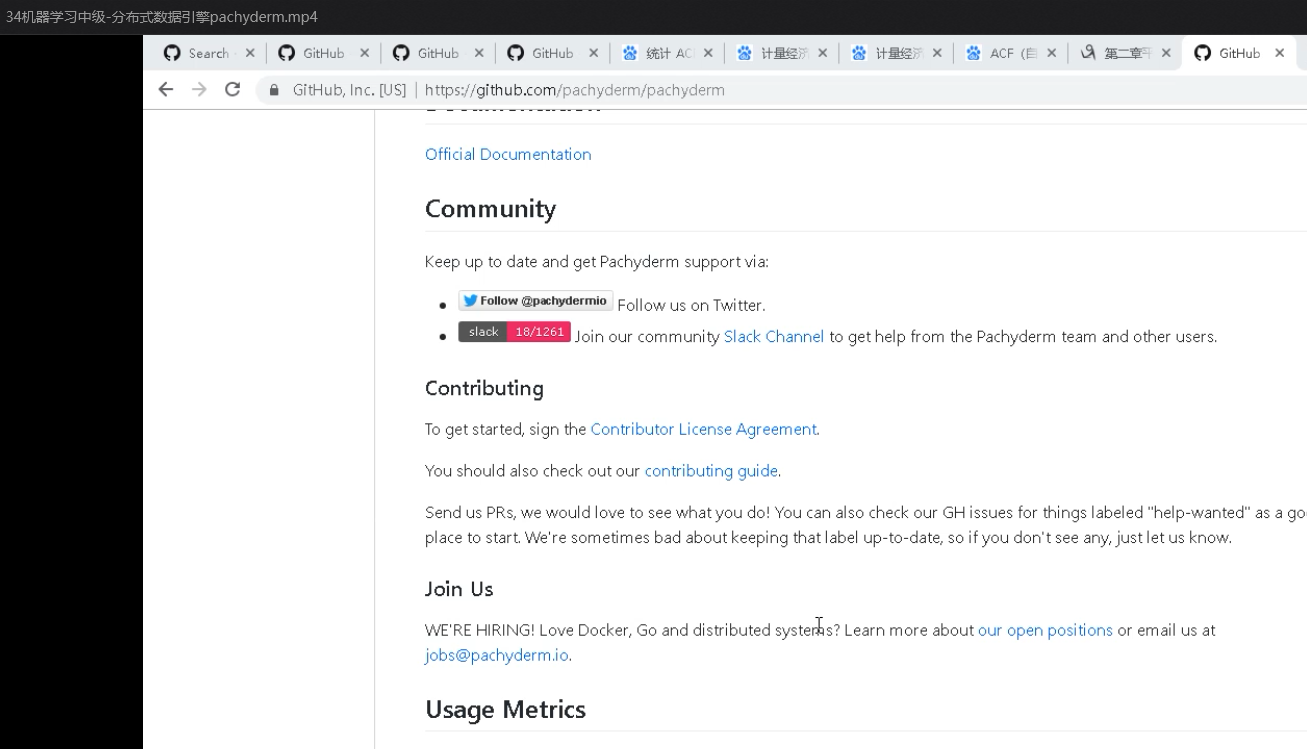 34机器学习中级-分布式数据引擎pachyderm.mp4
Search
GitHub
GitHub
GitHub
统计 AC
计量经济
计量经济
ACF (自
第二章平
GitHub
GitHub, Inc. [US] | https://github.com/pachyderm/pachyderm
Documentation
Official Documentation
Community
Keep up to date and get Pachyderm support via:
Follow @pachydermio Follow us on Twitter.
slack 18/1261 Join our community Slack Channel to get help from the Pachyderm team and other users.
Contributing
To get started, sign the Contributor License Agreement.
You should also check out our contributing guide.
Send us PRs, we would love to see what you do! You can also check our GH issues for things labeled "help-wanted" as a go
place to start. We're sometimes bad about keeping that label up-to-date, so if you don't see any, just let us know.
Join Us
WE'RE HIRING! Love Docker, Go and distributed systems? Learn more about our open positions or email us at
jobs@pachyderm.io.
Usage Metrics